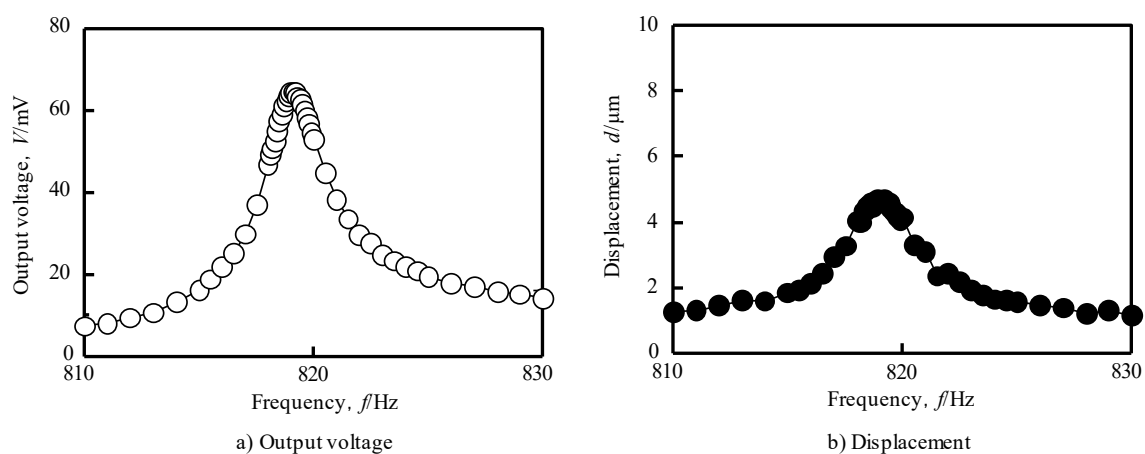 80
60
40
20
0
810
820
830
Output voltage, V/mV
Frequency, f/Hz
a) Output voltage
10
8
6
4
2
0
810
820
830
Displacement, d/μm
Frequency, f/Hz
b) Displacement